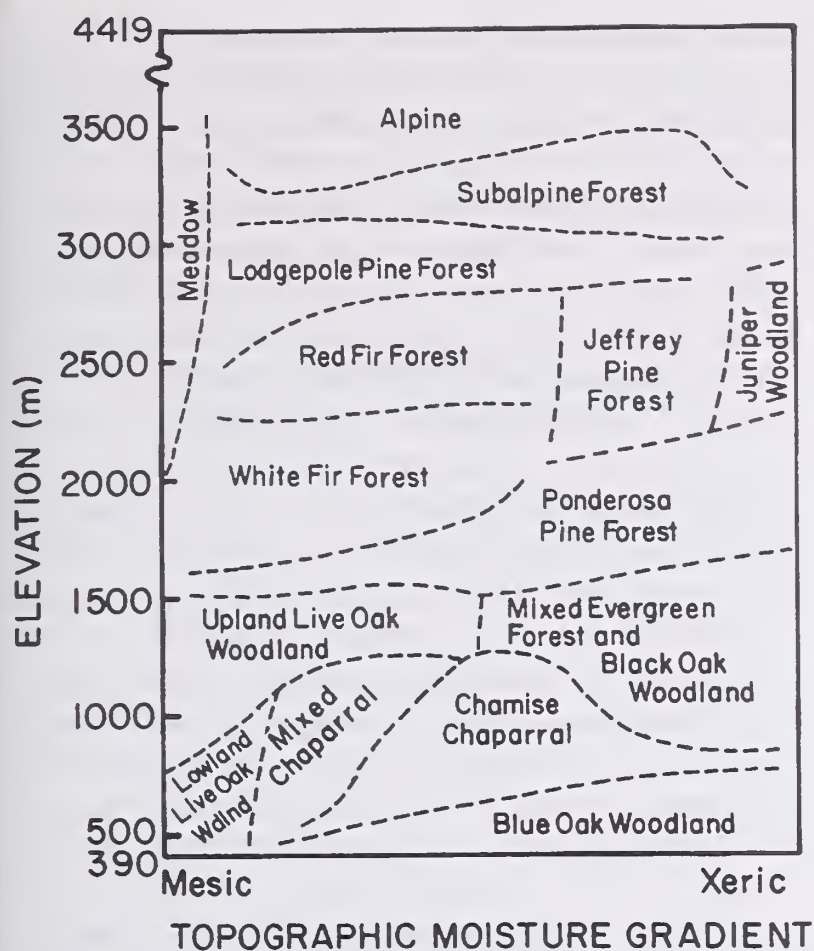 4419
3500
3000
2500
2000
1500
1000
500
390
ELEVATION (m)
Alpine
Subalpine Forest
Meadow
Lodgepole Pine Forest
Red Fir Forest
Jeffrey
Pine
Forest
Juniper
Woodland
White Fir Forest
Ponderosa
Pine Forest
Upland Live Oak
Woodland
Mixed Evergreen
Forest and
Black Oak
Woodland
Lowland
Live Oak
Wdlnd
Mixed
Chaparral
Chamise
Chaparral
Blue Oak Woodland
Mesic
Xeric
TOPOGRAPHIC MOISTURE GRADIENT